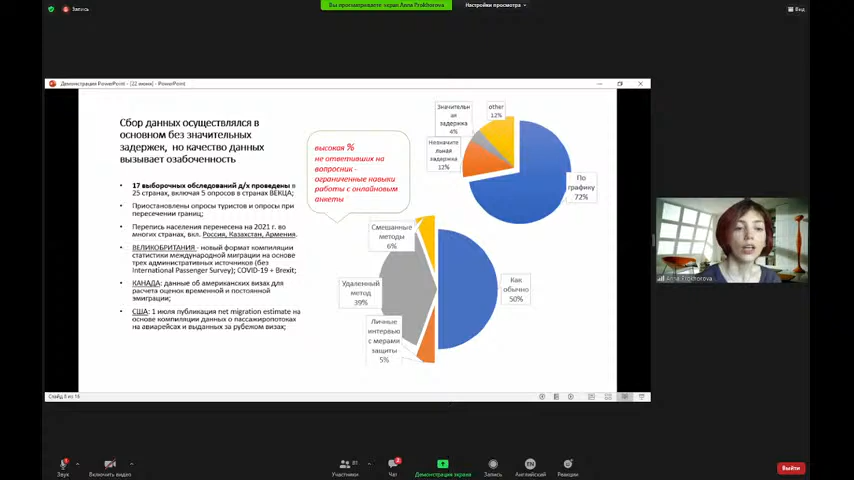 Запись
Вы просматриваете экран Anna Prokhorova
Настройки просмотра
Вид
Демонстрация PowerPoint - [22 июня] - PowerPoint
Сбор данных осуществлялся в
основном без значительных
задержек, но качество данных
вызывает озабоченность
• 17 выборочных обследований д/х проведены в
25 странах, включая 5 опросов в странах ВЕКЦА;
• Приостановлены опросы туристов и опросы при
пересечении границ;
• Перепись населения перенесена на 2021 г. во
многих странах, вкл. Россия, Казахстан, Армения.
• ВЕЛИКОБРИТАНИЯ - новый формат компиляции
статистики международной миграции на основе
трех административных источников (без
International Passenger Survey); COVID-19 + Brexit;
• КАНАДА: данные об американских визах для
расчета оценок временной и постоянной
эмиграции;
• США: 1 июля публикация net migration estimate на
основе компиляции данных о пассажиропотоках
на авиарейсах и выданных за рубежом визах;
высокая %
не ответивших на
вопросник -
ограниченные навыки
работы с онлайновым
анкеты
Значительн
ая
задержка
4%
other
12%
Незначите
льная
задержка
12%
По
графику
72%
Смешанные
методы
6%
Удаленный
метод
39%
Личные
интервью
с мерами
защиты
5%
Как
обычно
50%
Anna Prokhorova
Слайд 8 из 16
Звук
Включить видео
81
Участники
Чат
Демонстрация экрана
Запись
EN
Английский
Реакции
Выйти